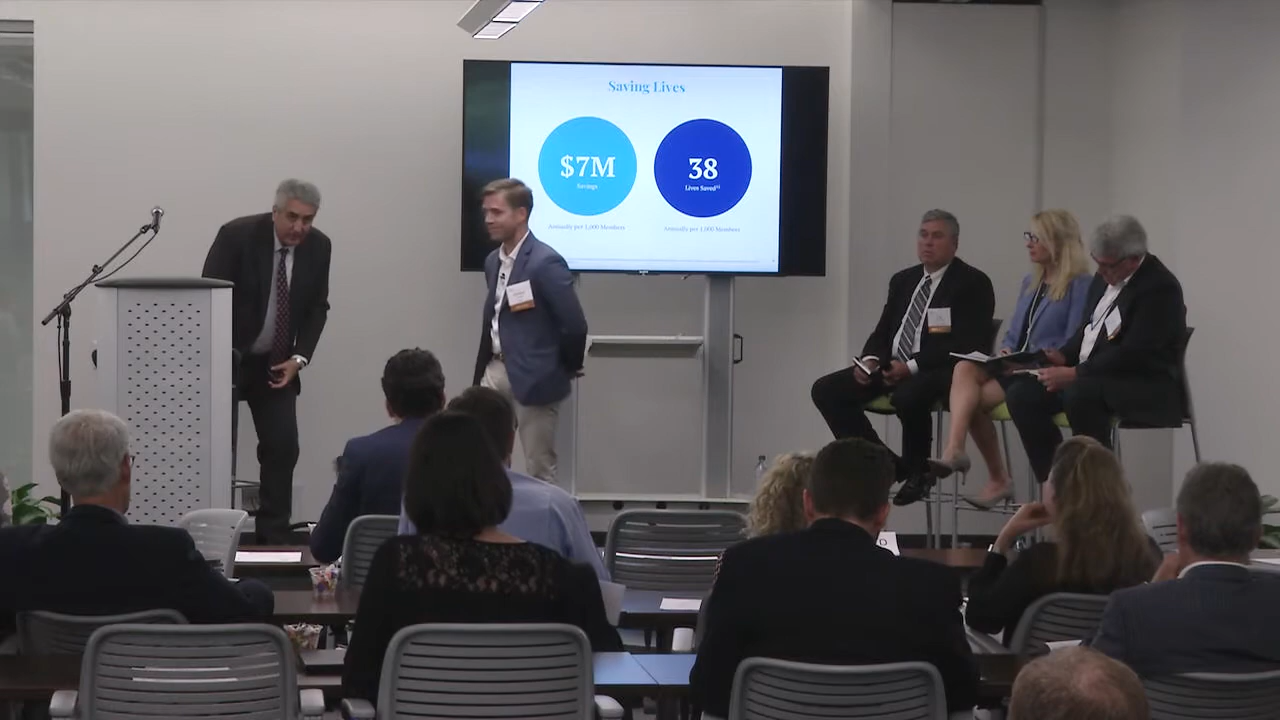 Saving Lives
$7M
Savings
Annually per 1,000 Members
38
Lives Saved
Annually per 1,000 Members